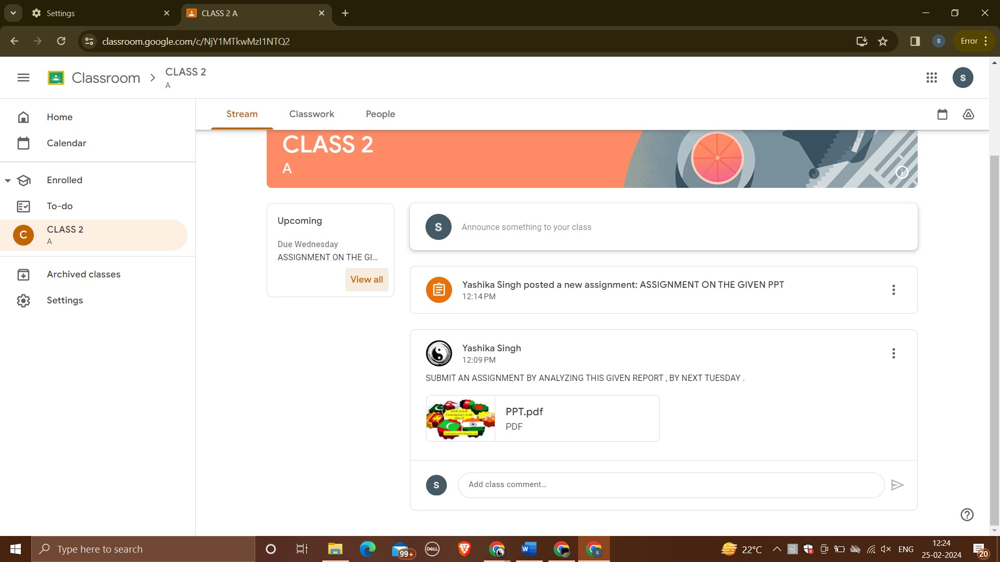 Settings
CLASS 2 A
classroom.google.com/c/NjY1MTkwMzI1NTQ2
S
Error
Classroom
CLASS 2
A
S
Home
Calendar
Enrolled
To-do
C
CLASS 2
A
Archived classes
Settings
Stream
Classwork
People
CLASS 2
A
Upcoming
Due Wednesday
ASSIGNMENT ON THE GI...
View all
S
Announce something to your class
Yashika Singh posted a new assignment: ASSIGNMENT ON THE GIVEN PPT
12:14 PM
Yashika Singh
12:09 PM
SUBMIT AN ASSIGNMENT BY ANALYZING THIS GIVEN REPORT , BY NEXT TUESDAY .
PPT.pdf
PDF
S
Add class comment...
Type here to search
99+
DELL
W
22°C
ENG
12:24
25-02-2024
20